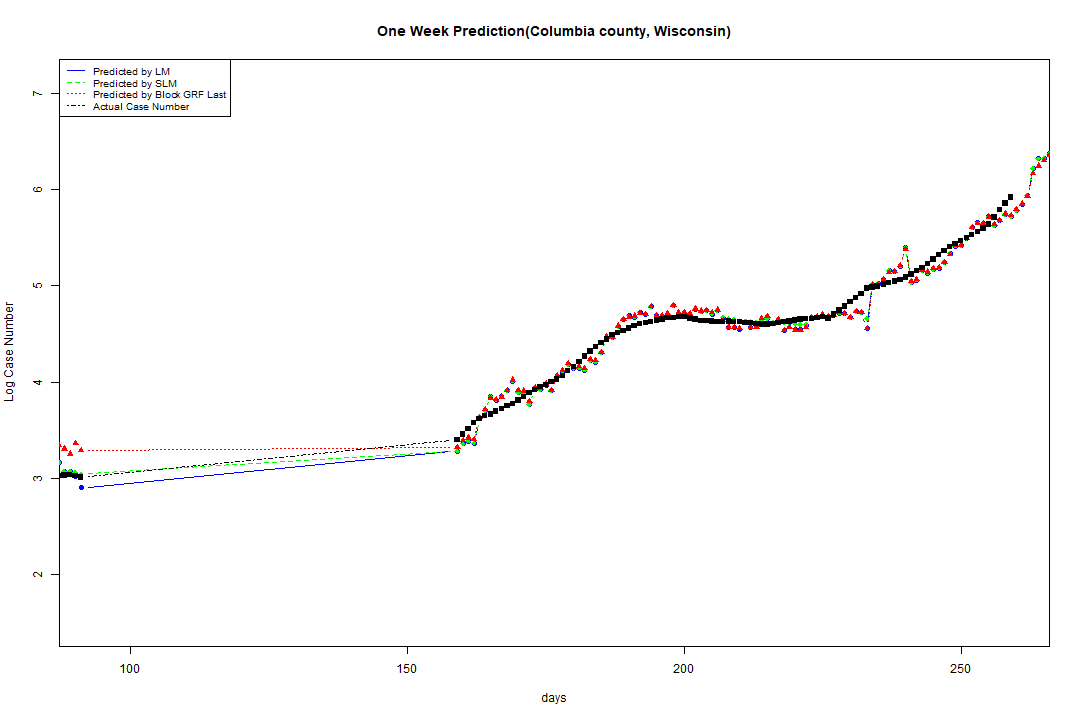 One Week Prediction(Columbia county, Wisconsin)
Predicted by LM
Predicted by SLM
Predicted by Block GRF Last
Actual Case Number
7
6
5
4
3
2
Log Case Number
100 150 200 250
days